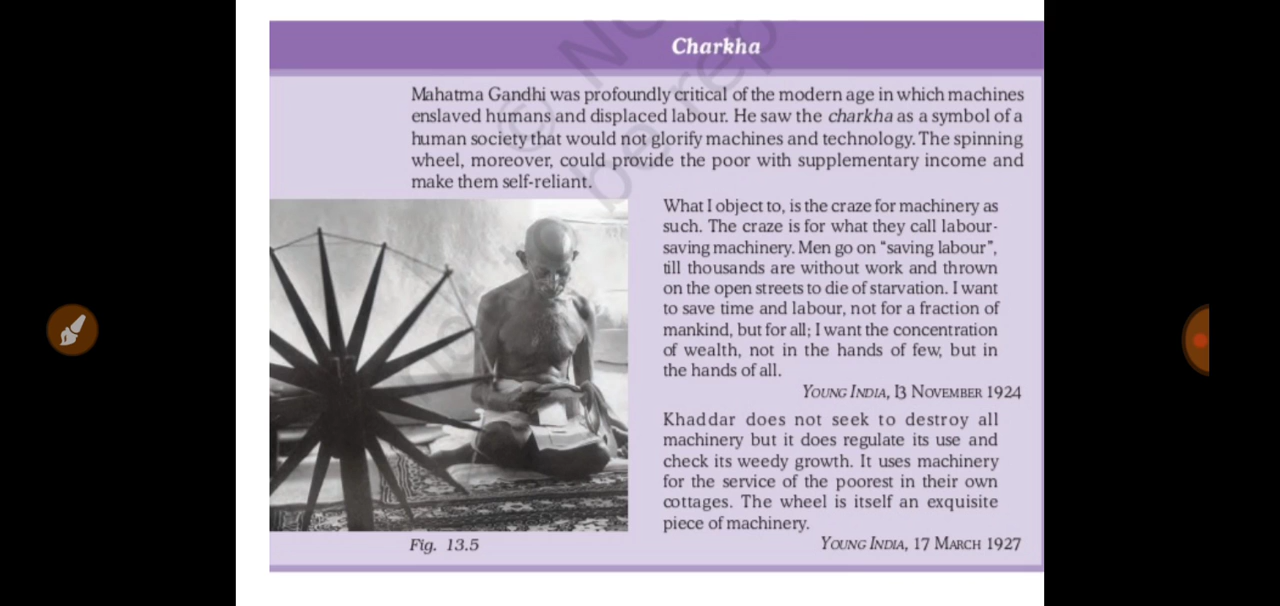 Charkha
Mahatma Gandhi was profoundly critical of the modern age in which machines
enslaved humans and displaced labour. He saw the charkha as a symbol of a
human society that would not glorify machines and technology. The spinning
wheel, moreover, could provide the poor with supplementary income and
make them self-reliant.
What I object to, is the craze for machinery as
such. The craze is for what they call labour-
saving machinery. Men go on “saving labour”,
till thousands are without work and thrown
on the open streets to die of starvation. I want
to save time and labour, not for a fraction of
mankind, but for all; I want the concentration
of wealth, not in the hands of few, but in
the hands of all.
YOUNG INDIA, 13 NOVEMBER 1924
Khaddar does not seek to destroy all
machinery but it does regulate its use and
check its weedy growth. It uses machinery
for the service of the poorest in their own
cottages. The wheel is itself an exquisite
piece of machinery.
YOUNG INDIA, 17 MARCH 1927
Fig. 13.5